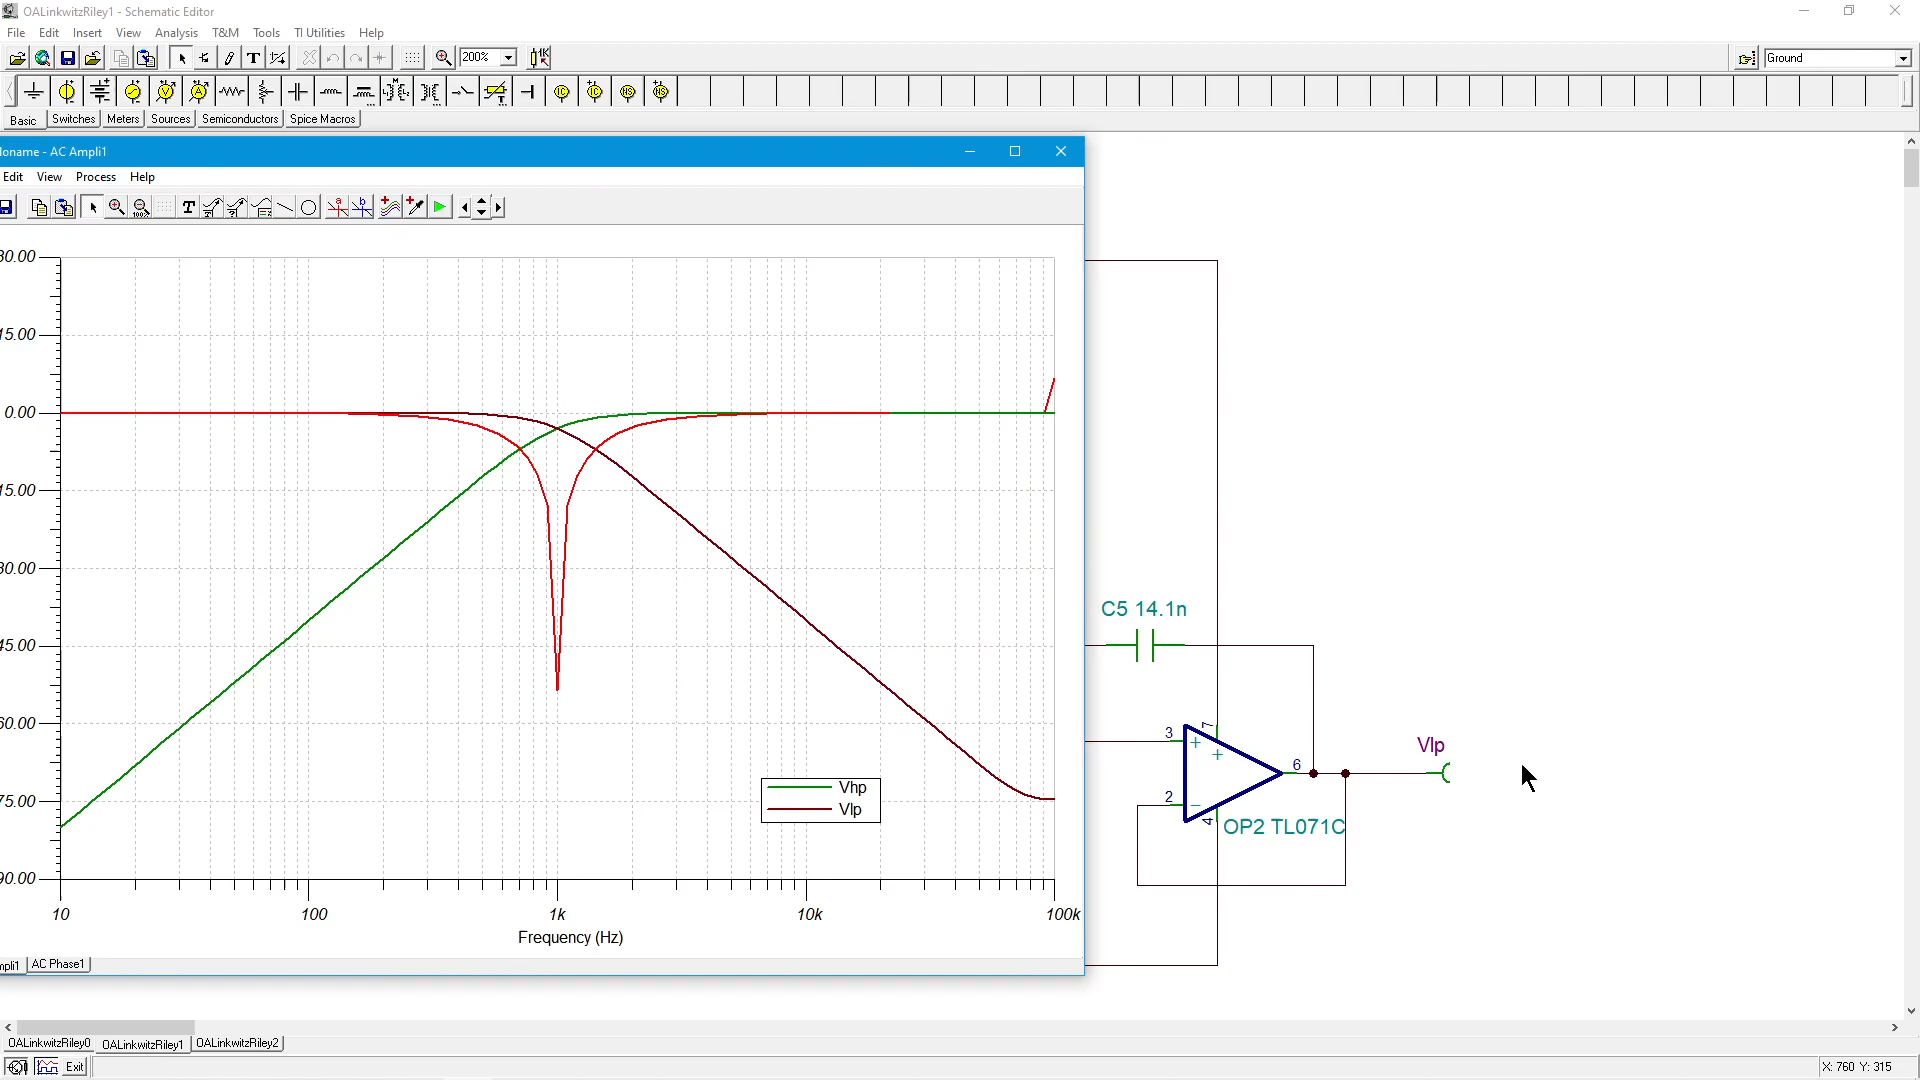 OALinkwitzRiley1 - Schematic Editor
File Edit Insert View Analysis T&M Tools TI Utilities Help
T 200% 1K Ground
Basic Switches Meters Sources Semiconductors Spice Macros
loname - AC Ampli1
Edit View Process Help
100% T a b
30.00
15.00
0.00
15.00
30.00
45.00
60.00
75.00
90.00
10 100 1k 10k 100k
Frequency (Hz)
Vhp
Vlp
mpli1 AC Phase1
C5 14.1n
3 7
6
2
4
OP2 TL071C
Vlp
OALinkwitzRiley0 OALinkwitzRiley1 OALinkwitzRiley2
Exit X: 760 Y: 315